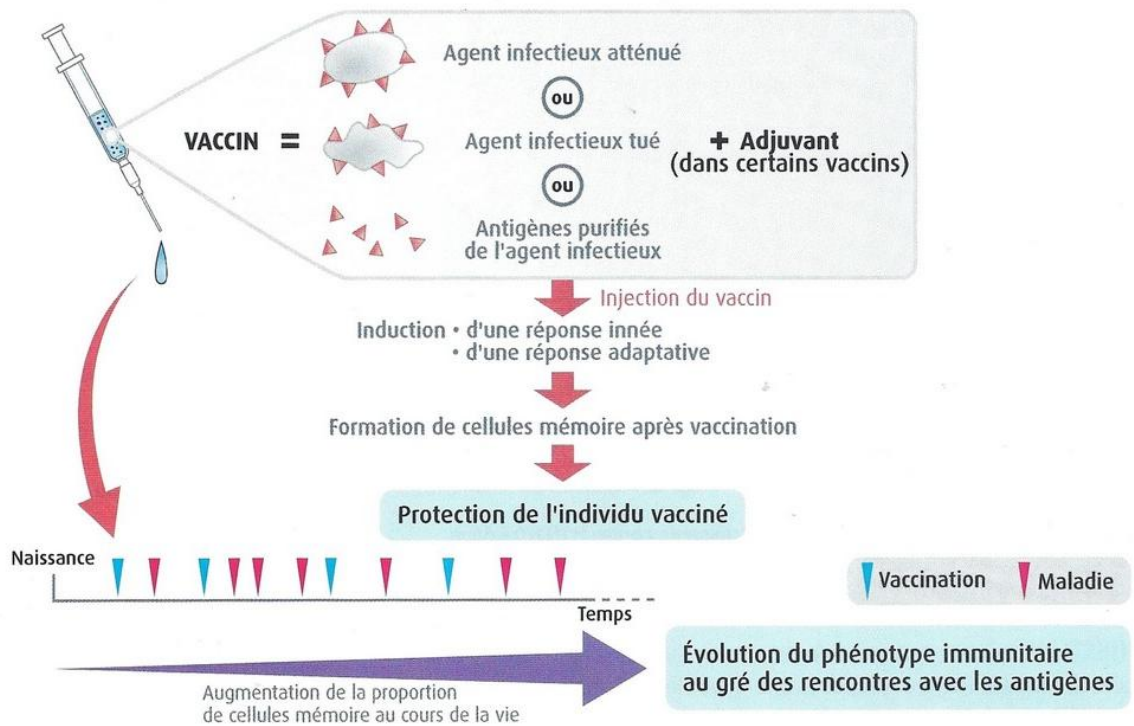 Agent infectieux atténué
ou
VACCIN = Agent infectieux tué + Adjuvant
(dans certains vaccins)
ou
Antigènes purifiés
de l'agent infectieux
Injection du vaccin
Induction • d'une réponse innée
• d'une réponse adaptative
Formation de cellules mémoire après vaccination
Protection de l'individu vacciné
Naissance
Vaccination Maladie
Temps
Augmentation de la proportion
de cellules mémoire au cours de la vie
Évolution du phénotype immunitaire
au gré des rencontres avec les antigènes